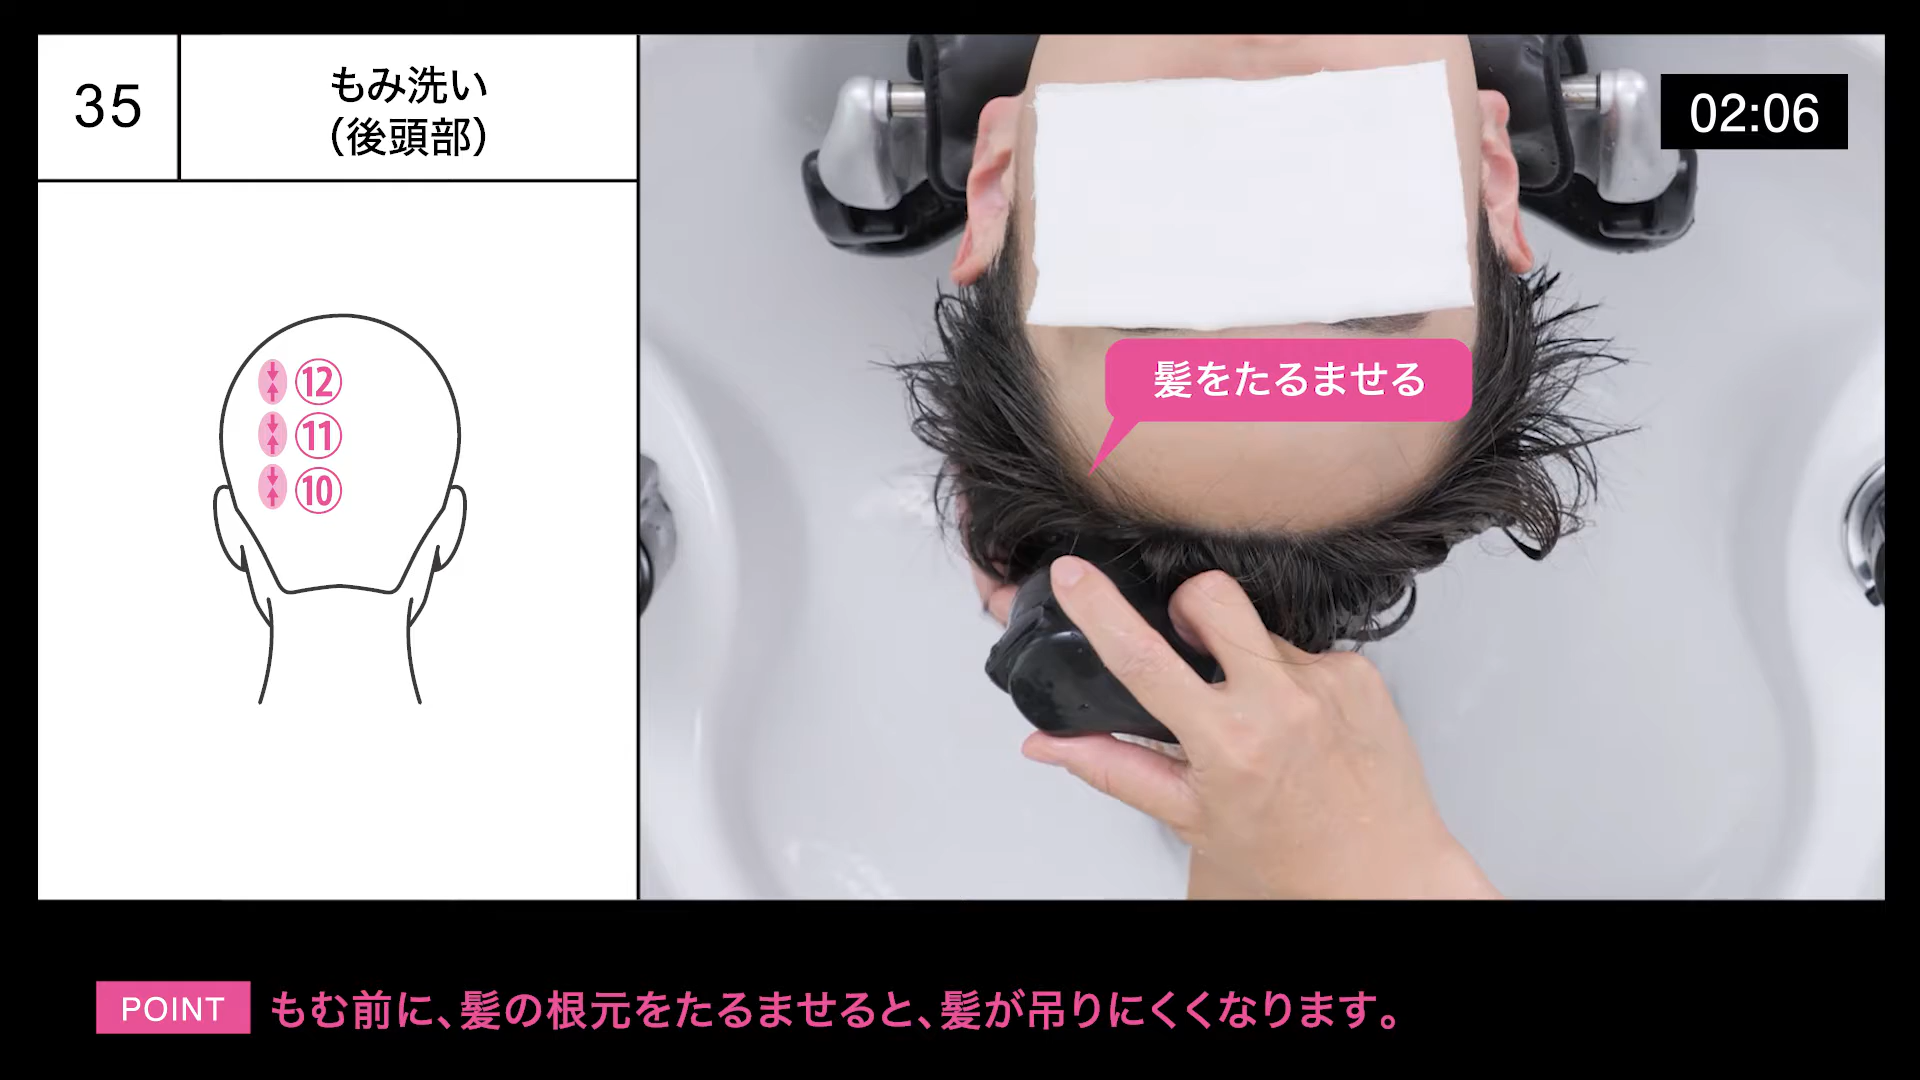 35
もみ洗い
（後頭部）
02:06
⑫
⑪
⑩
髪をたるませる
POINT
もむ前に、髪の根元をたるませると、髪が吊りにくくなります。